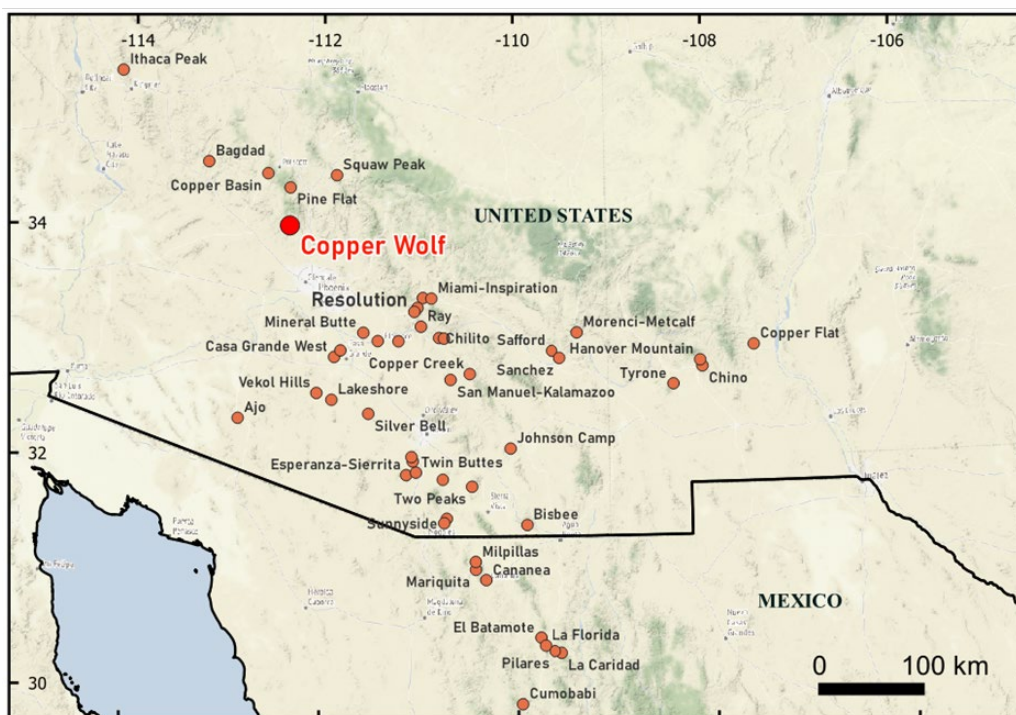 -114 -112 -110 -108 -106
Ithaca Peak
Bagdad
Squaw Peak
Copper Basin
Pine Flat
34
UNITED STATES
Copper Wolf
Resolution
Miami-Inspiration
Ray
Mineral Butte
Chilito
Safford
Morenci-Metcalf
Copper Flat
Casa Grande West
Copper Creek
Sanchez
Hanover Mountain
Tyrone
Chino
Vekol Hills
Lakeshore
San Manuel-Kalamazoo
Ajo
Silver Bell
32
Johnson Camp
Esperanza-Sierrita
Twin Buttes
Two Peaks
Sunnyside
Bisbee
Milpillas
Cananea
Mariquita
MEXICO
El Batamote
La Florida
Pilares
La Caridad
30
Cumobabi
0 100 km